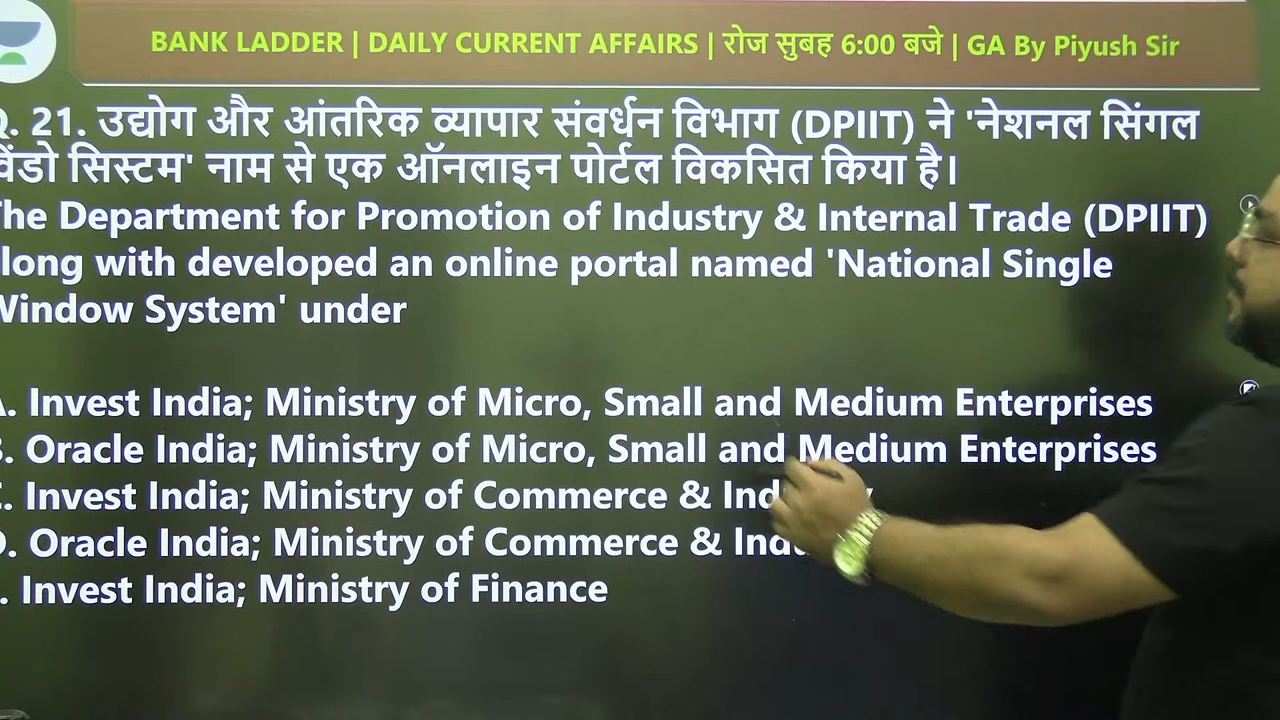 BANK LADDER | DAILY CURRENT AFFAIRS | रोज सुबह 6:00 बजे | GA By Piyush Sir
21. उद्योग और आंतरिक व्यापार संवर्धन विभाग (DPIIT) ने 'नेशनल सिंगल
सिस्टम' नाम से एक ऑनलाइन पोर्टल विकसित किया है।
The Department for Promotion of Industry & Internal Trade (DPIIT)
along with developed an online portal named 'National Single
Window System' under
A. Invest India; Ministry of Micro, Small and Medium Enterprises
B. Oracle India; Ministry of Micro, Small and Medium Enterprises
C. Invest India; Ministry of Commerce &
D. Oracle India; Ministry of Commerce &
Invest India; Ministry of Finance